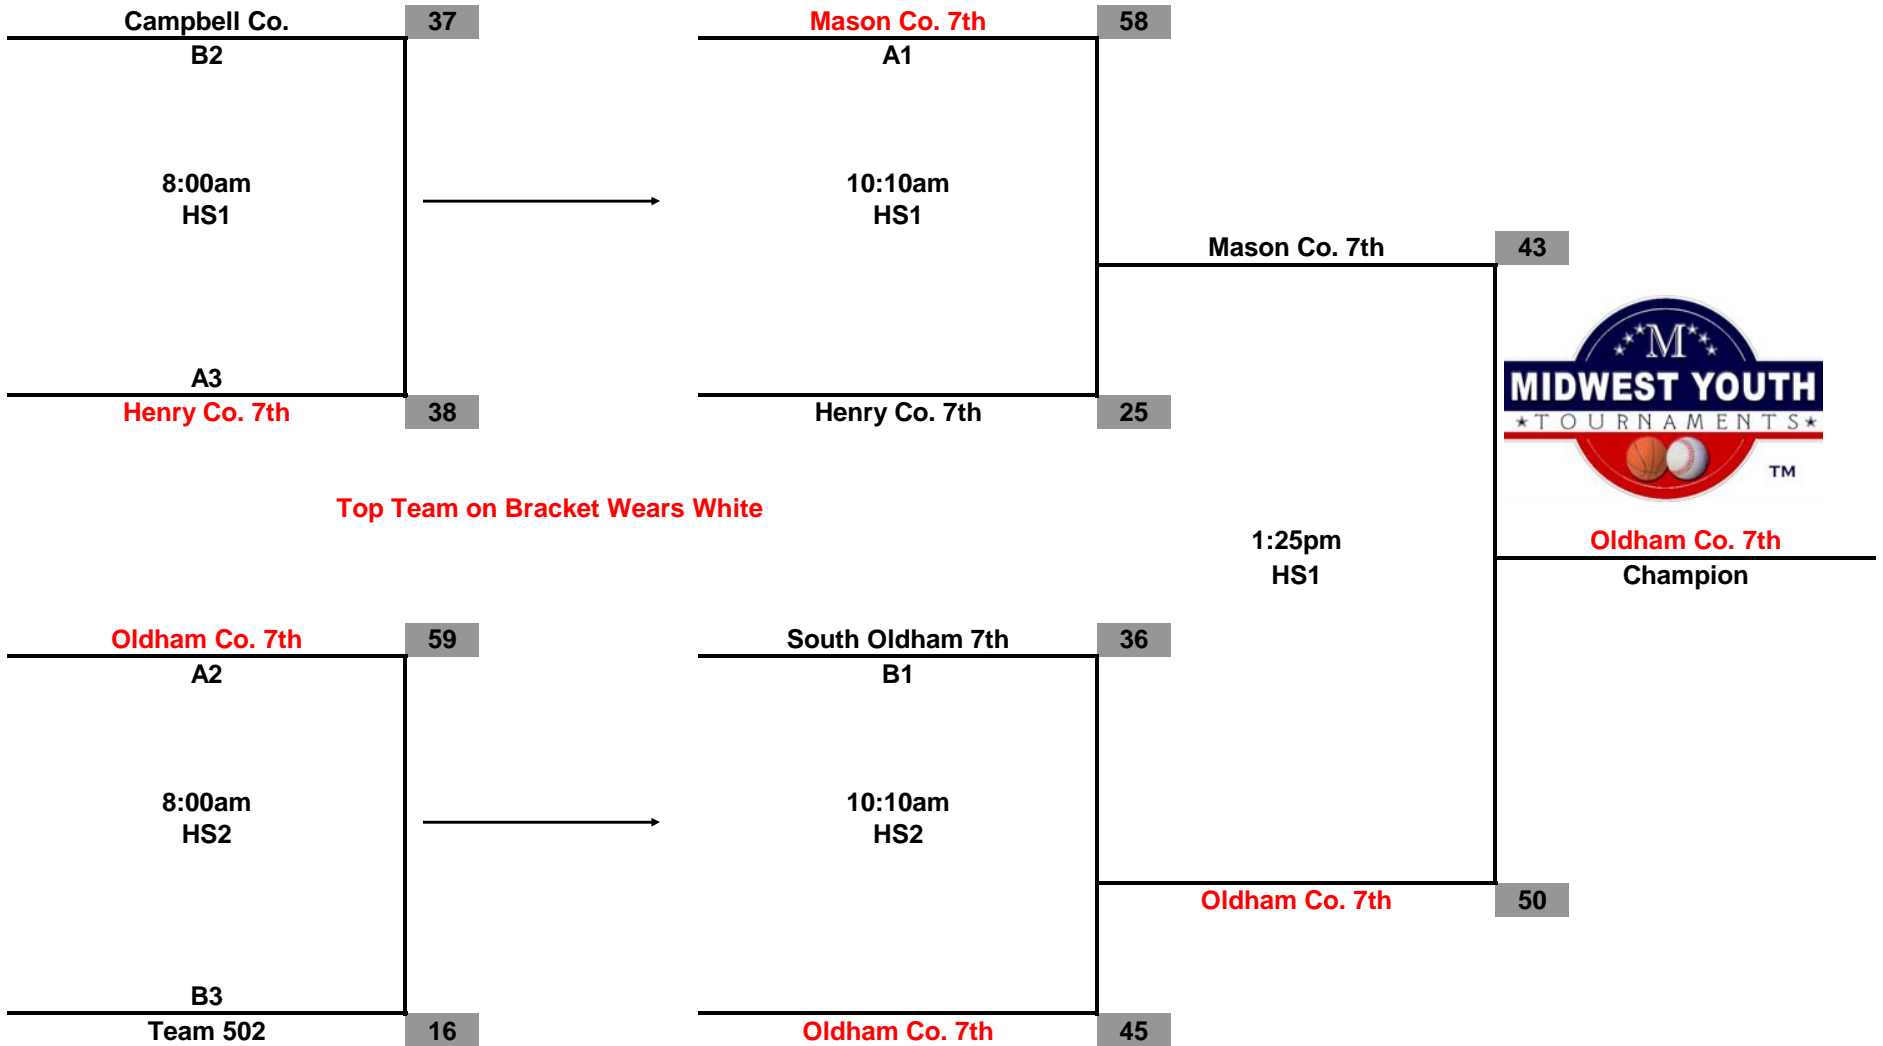 Campbell Co. 37
B2
8:00am
HS1
A3
Henry Co. 7th 38
Mason Co. 7th 58
A1
10:10am
HS1
Henry Co. 7th 25
Mason Co. 7th 43
M
MIDWEST YOUTH
TOURNAMENTS
TM
Top Team on Bracket Wears White
1:25pm
HS1
Oldham Co. 7th
Champion
Oldham Co. 7th 59
A2
8:00am
HS2
B3
Team 502 16
South Oldham 7th 36
B1
10:10am
HS2
Oldham Co. 7th 45
Oldham Co. 7th 50